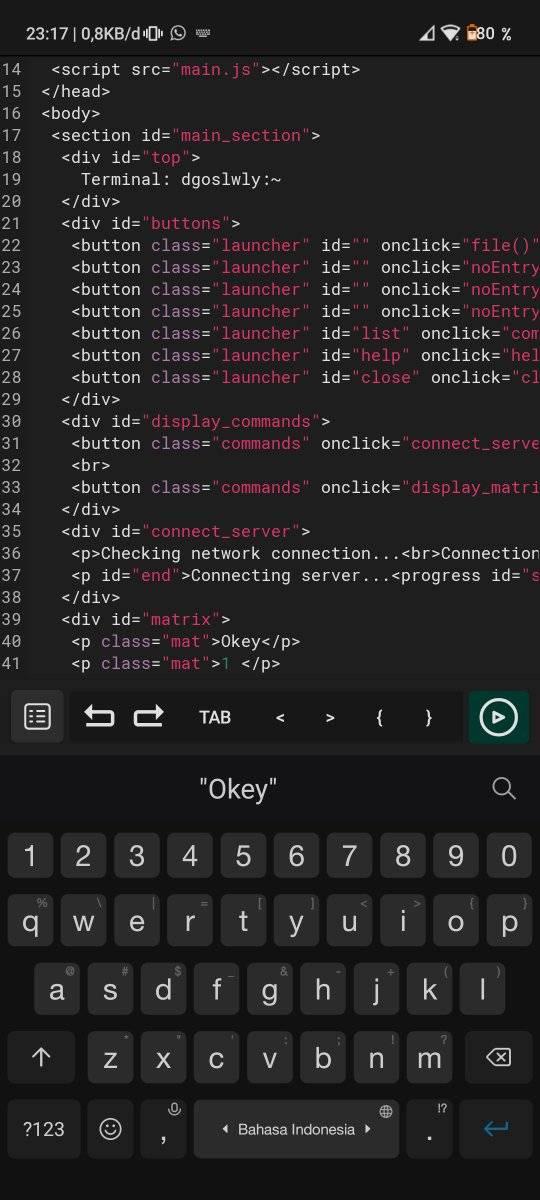 23:17 | 0,8KB/d
80 %
14 <script src="main.js"></script>
15 </head>
16 <body>
17 <section id="main_section">
18 <div id="top">
19 Terminal: dgoslwly:~
20 </div>
21 <div id="buttons">
22 <button class="launcher" id="" onclick="file()"
23 <button class="launcher" id="" onclick="noEntry
24 <button class="launcher" id="" onclick="noEntry
25 <button class="launcher" id="" onclick="noEntry
26 <button class="launcher" id="list" onclick="com
27 <button class="launcher" id="help" onclick="hel
28 <button class="launcher" id="close" onclick="cl
29 </div>
30 <div id="display_commands">
31 <button class="commands" onclick="connect_serve
32 <br>
33 <button class="commands" onclick="display_matri
34 </div>
35 <div id="connect_server">
36 <p>Checking network connection...<br>Connection
37 <p id="end">Connecting server...<progress id="s
38 </div>
39 <div id="matrix">
40 <p class="mat">Okey</p>
41 <p class="mat">1 </p>
TAB < > { }
"Okey"
1 2 3 4 5 6 7 8 9 0
% \ | = [ ] < > { }
q w e r t y u i o p
@ # $ _ & - + ( )
a s d f g h j k l
* " ' : ; ! ?
z x c v b n m
!?
?123 , Bahasa Indonesia .